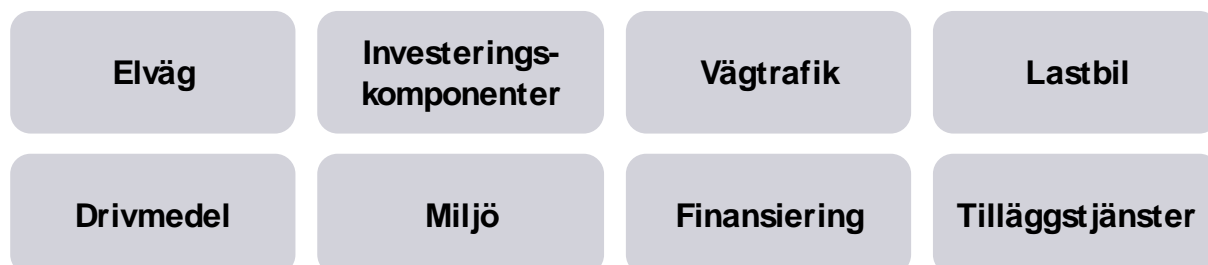 Elväg
Investerings-
komponenter
Vägtrafik
Lastbil
Drivmedel
Miljö
Finansiering
Tilläggstjänster